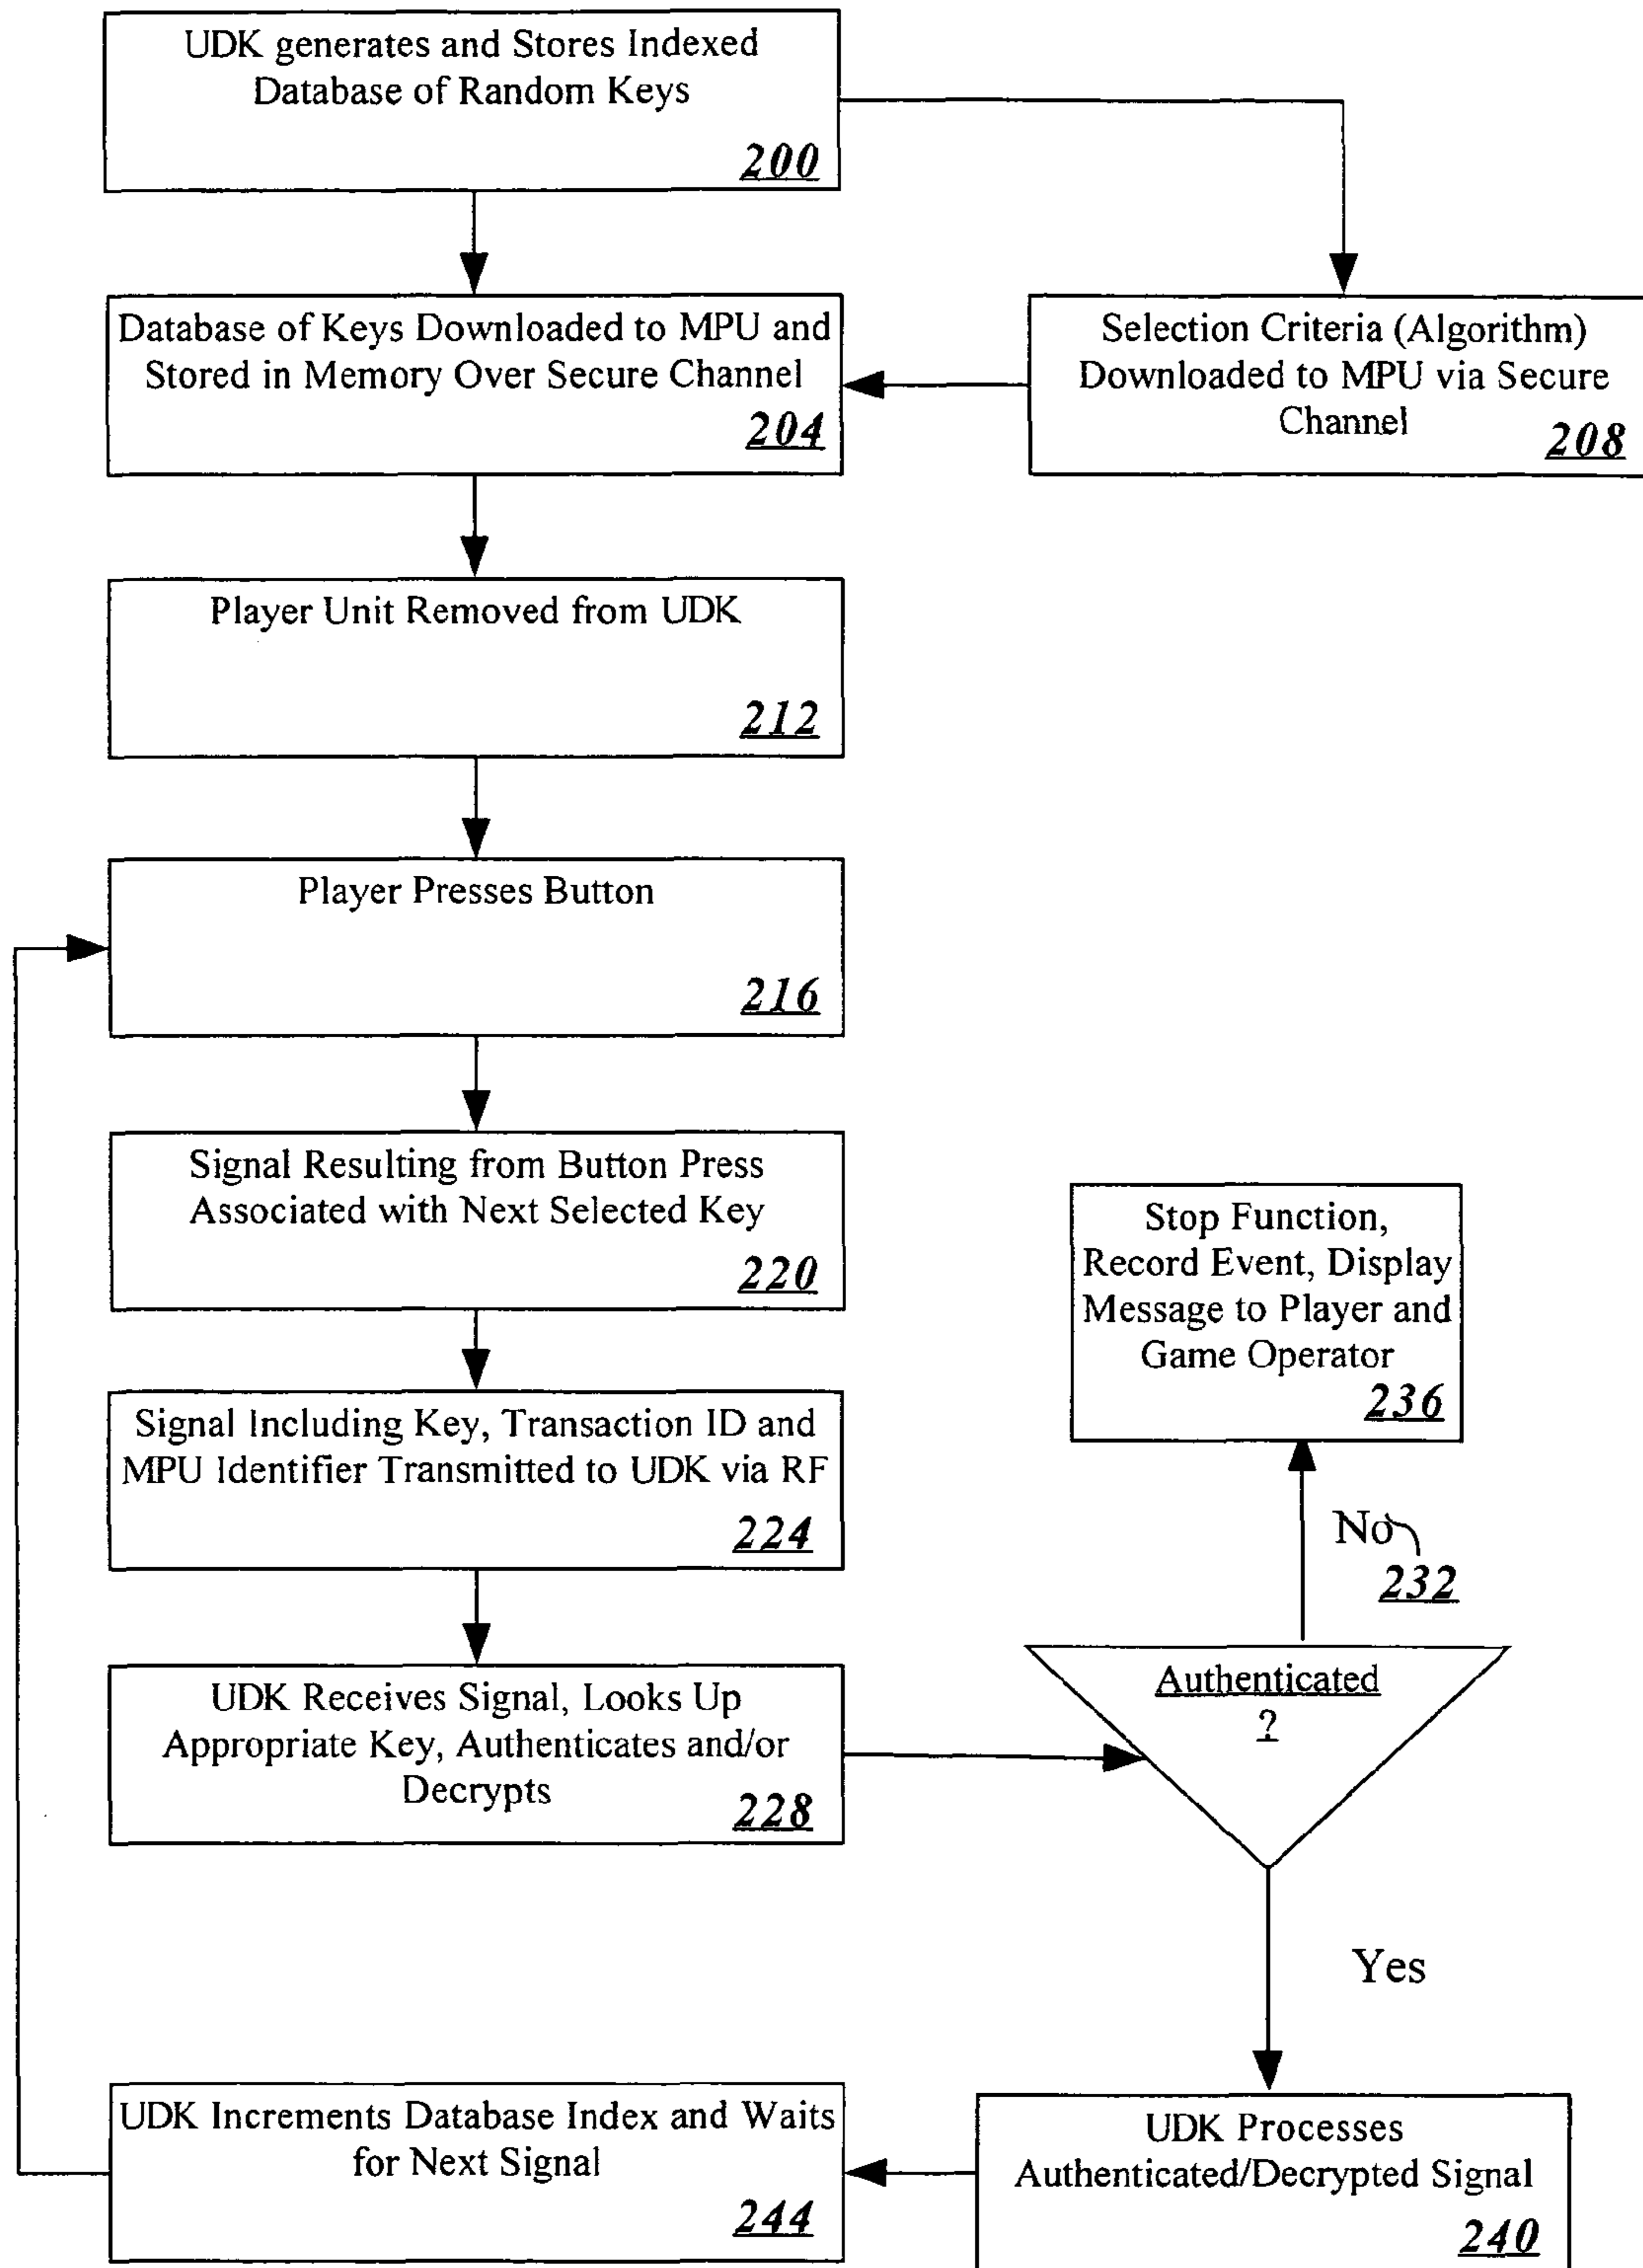 UDK generates and Stores Indexed
Database of Random Keys
200
Database of Keys Downloaded to MPU and
Stored in Memory Over Secure Channel
204
Selection Criteria (Algorithm)
Downloaded to MPU via Secure
Channel
208
Player Unit Removed from UDK
212
Player Presses Button
216
Signal Resulting from Button Press
Associated with Next Selected Key
220
Signal Including Key, Transaction ID and
MPU Identifier Transmitted to UDK via RF
224
UDK Receives Signal, Looks Up
Appropriate Key, Authenticates and/or
Decrypts
228
Authenticated
?
No
232
Stop Function,
Record Event, Display
Message to Player and
Game Operator
236
Yes
UDK Processes
Authenticated/Decrypted Signal
240
UDK Increments Database Index and Waits
for Next Signal
244